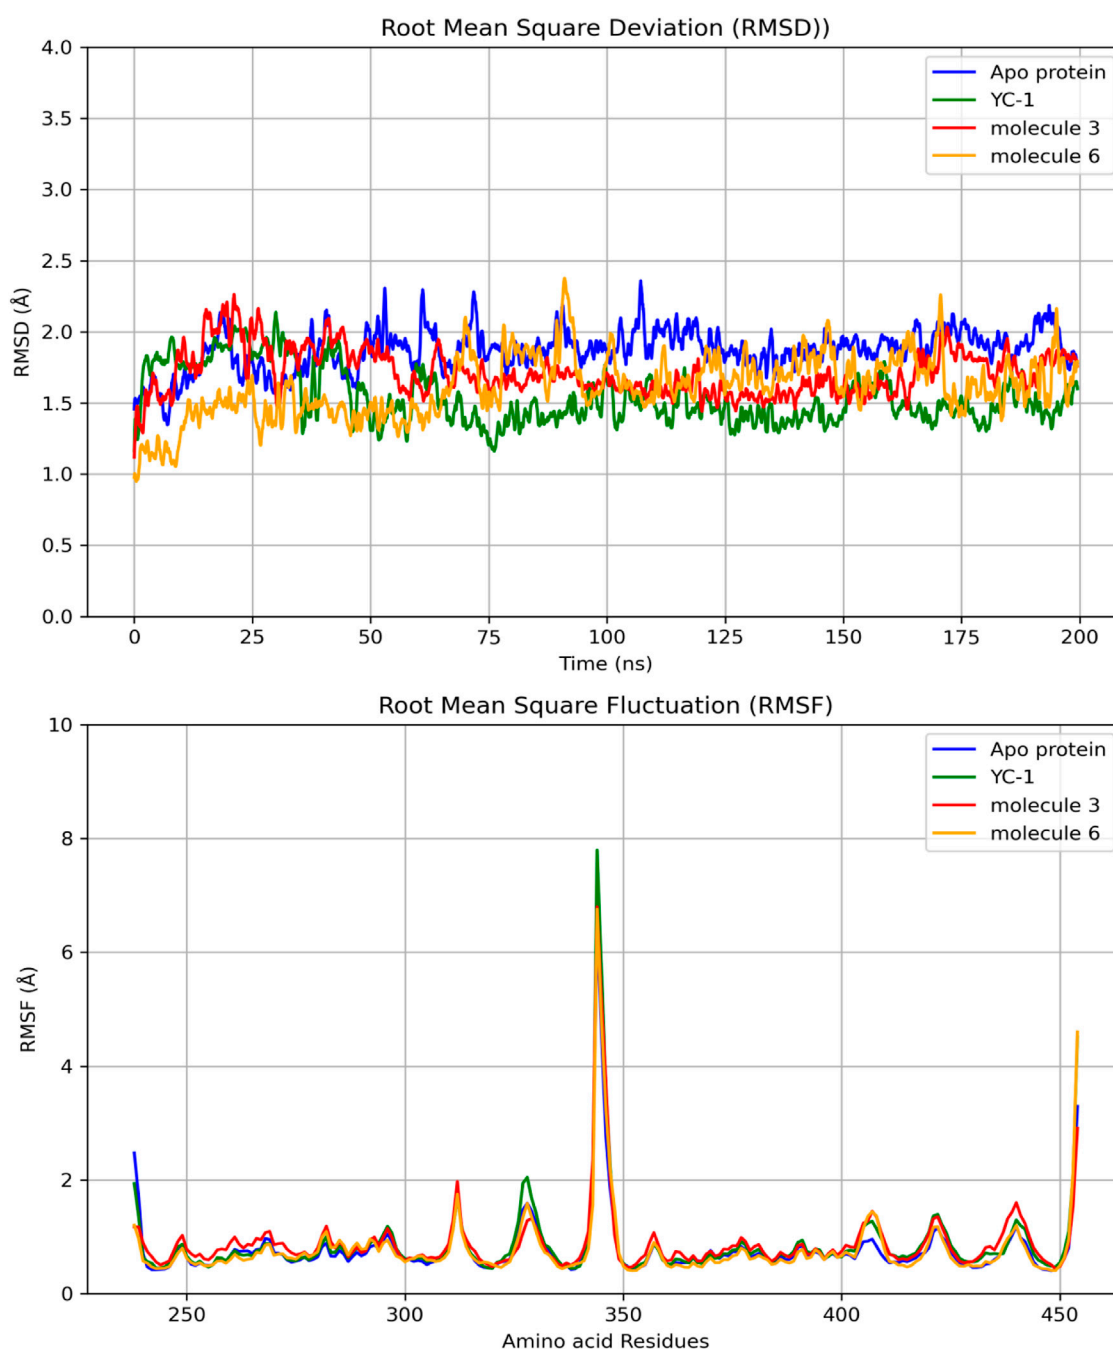 Root Mean Square Deviation (RMSD))
4.0
3.5
3.0
2.5
2.0
1.5
1.0
0.5
0.0
RMSD (Å)
Apo protein
YC-1
molecule 3
molecule 6
0 25 50 75 100 125 150 175 200
Time (ns)
Root Mean Square Fluctuation (RMSF)
10
8
6
4
2
0
RMSF (Å)
Apo protein
YC-1
molecule 3
molecule 6
250 300 350 400 450
Amino acid Residues